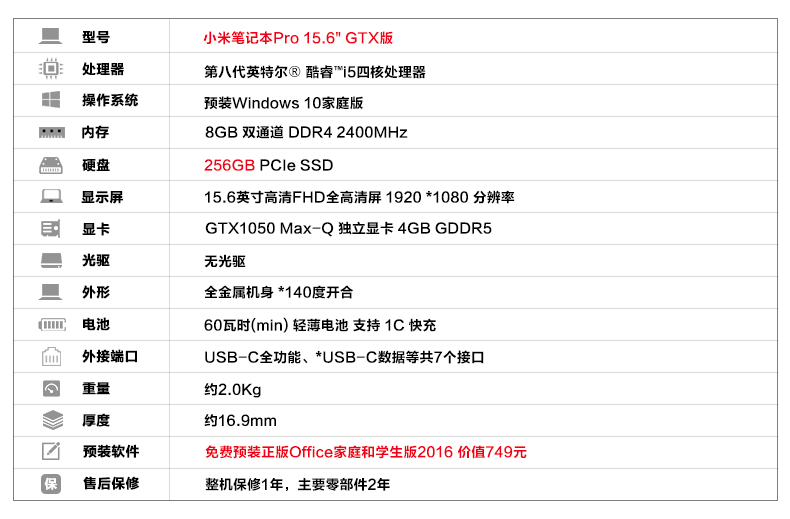 型号 小米笔记本Pro 15.6" GTX版
处理器 第八代英特尔® 酷睿™i5四核处理器
操作系统 预装Windows 10家庭版
内存 8GB 双通道 DDR4 2400MHz
硬盘 256GB PCIe SSD
显示屏 15.6英寸高清FHD全高清屏 1920 *1080 分辨率
显卡 GTX1050 Max-Q 独立显卡 4GB GDDR5
光驱 无光驱
外形 全金属机身 *140度开合
电池 60瓦时(min) 轻薄电池 支持 1C 快充
外接端口 USB-C全功能、*USB-C数据等共7个接口
重量 约2.0Kg
厚度 约16.9mm
预装软件 免费预装正版Office家庭和学生版2016 价值749元
保 售后保修 整机保修1年，主要零部件2年